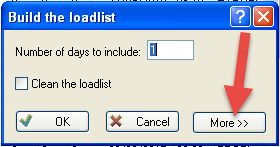 Build the loadlist
?
X
Number of days to include: 1
Clean the loadlist
OK Cancel More >>